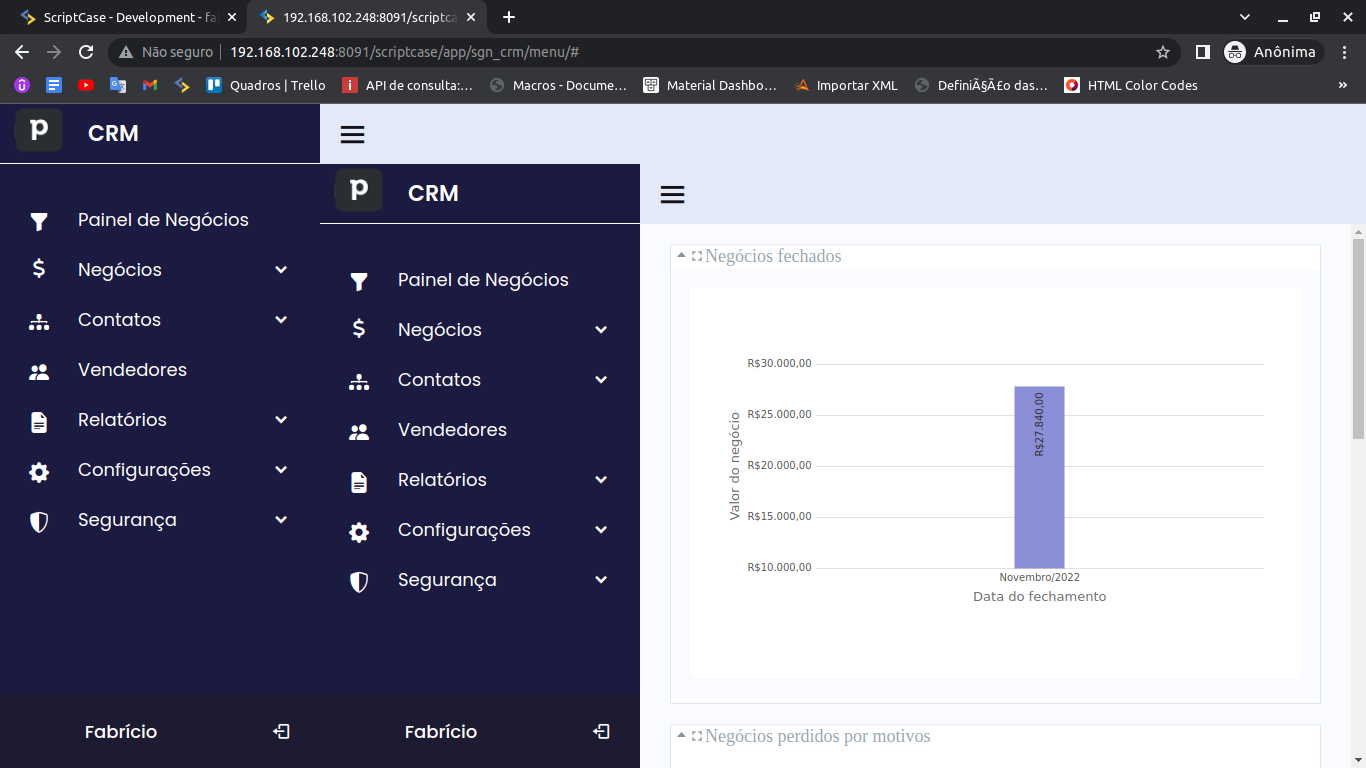 ScriptCase - Development - fa
192.168.102.248:8091/scriptca
Não seguro
192.168.102.248:8091/scriptcase/app/sgn_crm/menu/#
Anônima
Quadros | Trello
API de consulta:...
Macros - Docume...
Material Dashbo...
Importar XML
DefiniÃ§Ã£o das...
HTML Color Codes
»
p
CRM
Painel de Negócios
Negócios
Contatos
Vendedores
Relatórios
Configurações
Segurança
Fabrício
p
CRM
Painel de Negócios
Negócios
Contatos
Vendedores
Relatórios
Configurações
Segurança
Fabrício
Negócios fechados
R$30.000,00
R$25.000,00
R$20.000,00
R$15.000,00
R$10.000,00
Valor do negócio
R$27.840,00
Novembro/2022
Data do fechamento
Negócios perdidos por motivos